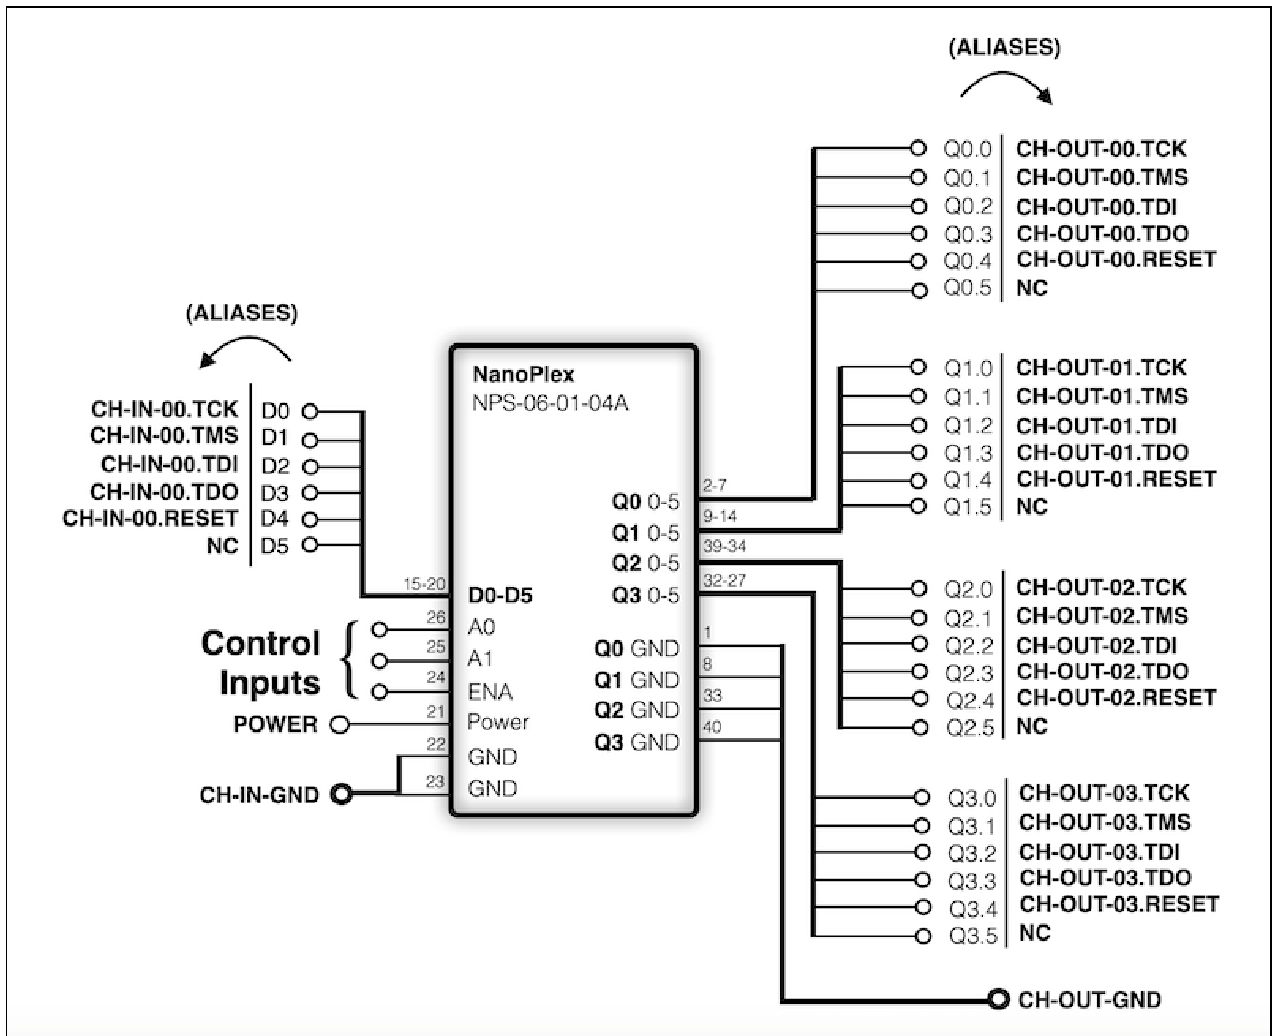 (ALIASES)
Q0.0 CH-OUT-00.TCK
Q0.1 CH-OUT-00.TMS
Q0.2 CH-OUT-00.TDI
Q0.3 CH-OUT-00.TDO
Q0.4 CH-OUT-00.RESET
Q0.5 NC
(ALIASES)
CH-IN-00.TCK D0
CH-IN-00.TMS D1
CH-IN-00.TDI D2
CH-IN-00.TDO D3
CH-IN-00.RESET D4
NC D5
NanoPlex
NPS-06-01-04A
Q1.0 CH-OUT-01.TCK
Q1.1 CH-OUT-01.TMS
Q1.2 CH-OUT-01.TDI
Q1.3 CH-OUT-01.TDO
Q1.4 CH-OUT-01.RESET
Q1.5 NC
Q0 0-5 2-7
Q1 0-5 9-14
Q2 0-5 39-34
Q3 0-5 32-27
15-20 D0-D5
Control
Inputs
26 A0
25 A1
24 ENA
POWER 21 Power
22 GND
CH-IN-GND 23 GND
Q0 GND 1
Q1 GND 8
Q2 GND 33
Q3 GND 40
Q2.0 CH-OUT-02.TCK
Q2.1 CH-OUT-02.TMS
Q2.2 CH-OUT-02.TDI
Q2.3 CH-OUT-02.TDO
Q2.4 CH-OUT-02.RESET
Q2.5 NC
Q3.0 CH-OUT-03.TCK
Q3.1 CH-OUT-03.TMS
Q3.2 CH-OUT-03.TDI
Q3.3 CH-OUT-03.TDO
Q3.4 CH-OUT-03.RESET
Q3.5 NC
CH-OUT-GND